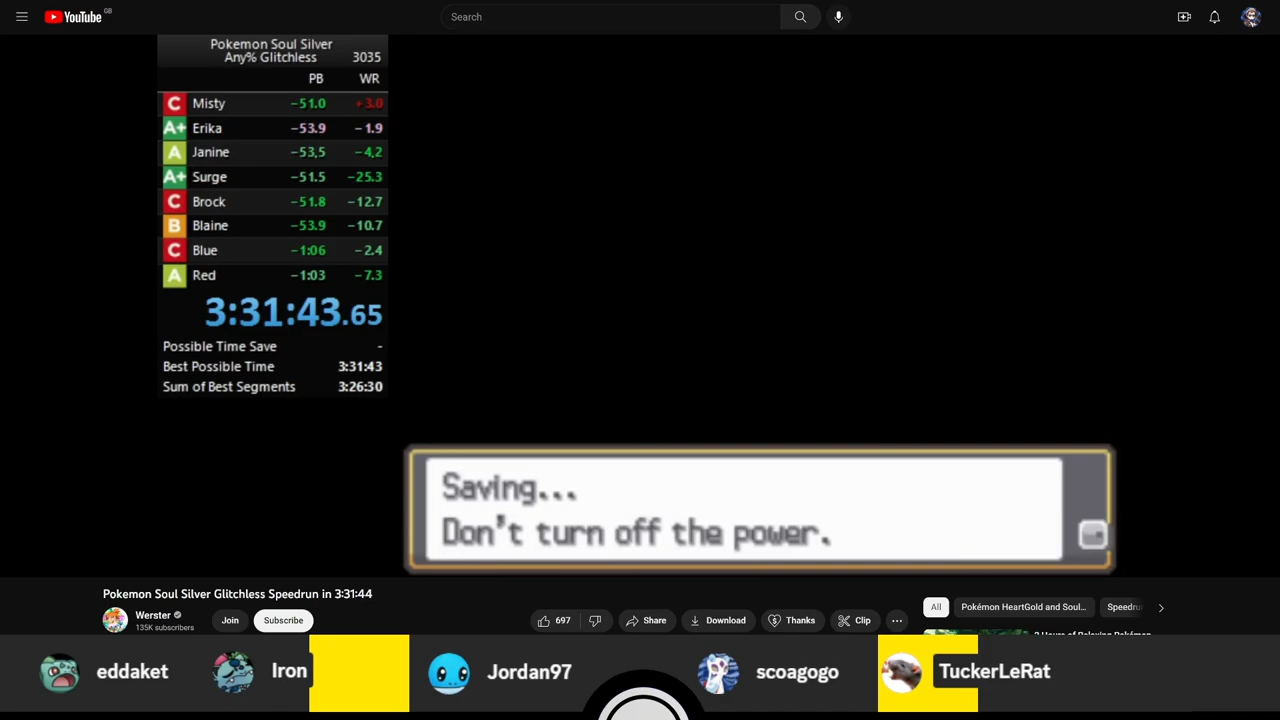 YouTube GB
Search
Pokemon Soul Silver
Any% Glitchless 3035
PB WR
C Misty -51.0 +3.0
A+ Erika -53.9 -1.9
A Janine -53.5 -4.2
A+ Surge -51.5 -25.3
C Brock -51.8 -12.7
B Blaine -53.9 -10.7
C Blue -1:06 -2.4
A Red -1:03 -7.3
3:31:43.65
Possible Time Save -
Best Possible Time 3:31:43
Sum of Best Segments 3:26:30
Saving...
Don't turn off the power.
Pokemon Soul Silver Glitchless Speedrun in 3:31:44
Werster
135K subscribers
Join
Subscribe
697
Share
Download
Thanks
Clip
All
Pokémon HeartGold and Soul...
Speedru
eddaket
Iron
Jordan97
scoagogo
TuckerLeRat